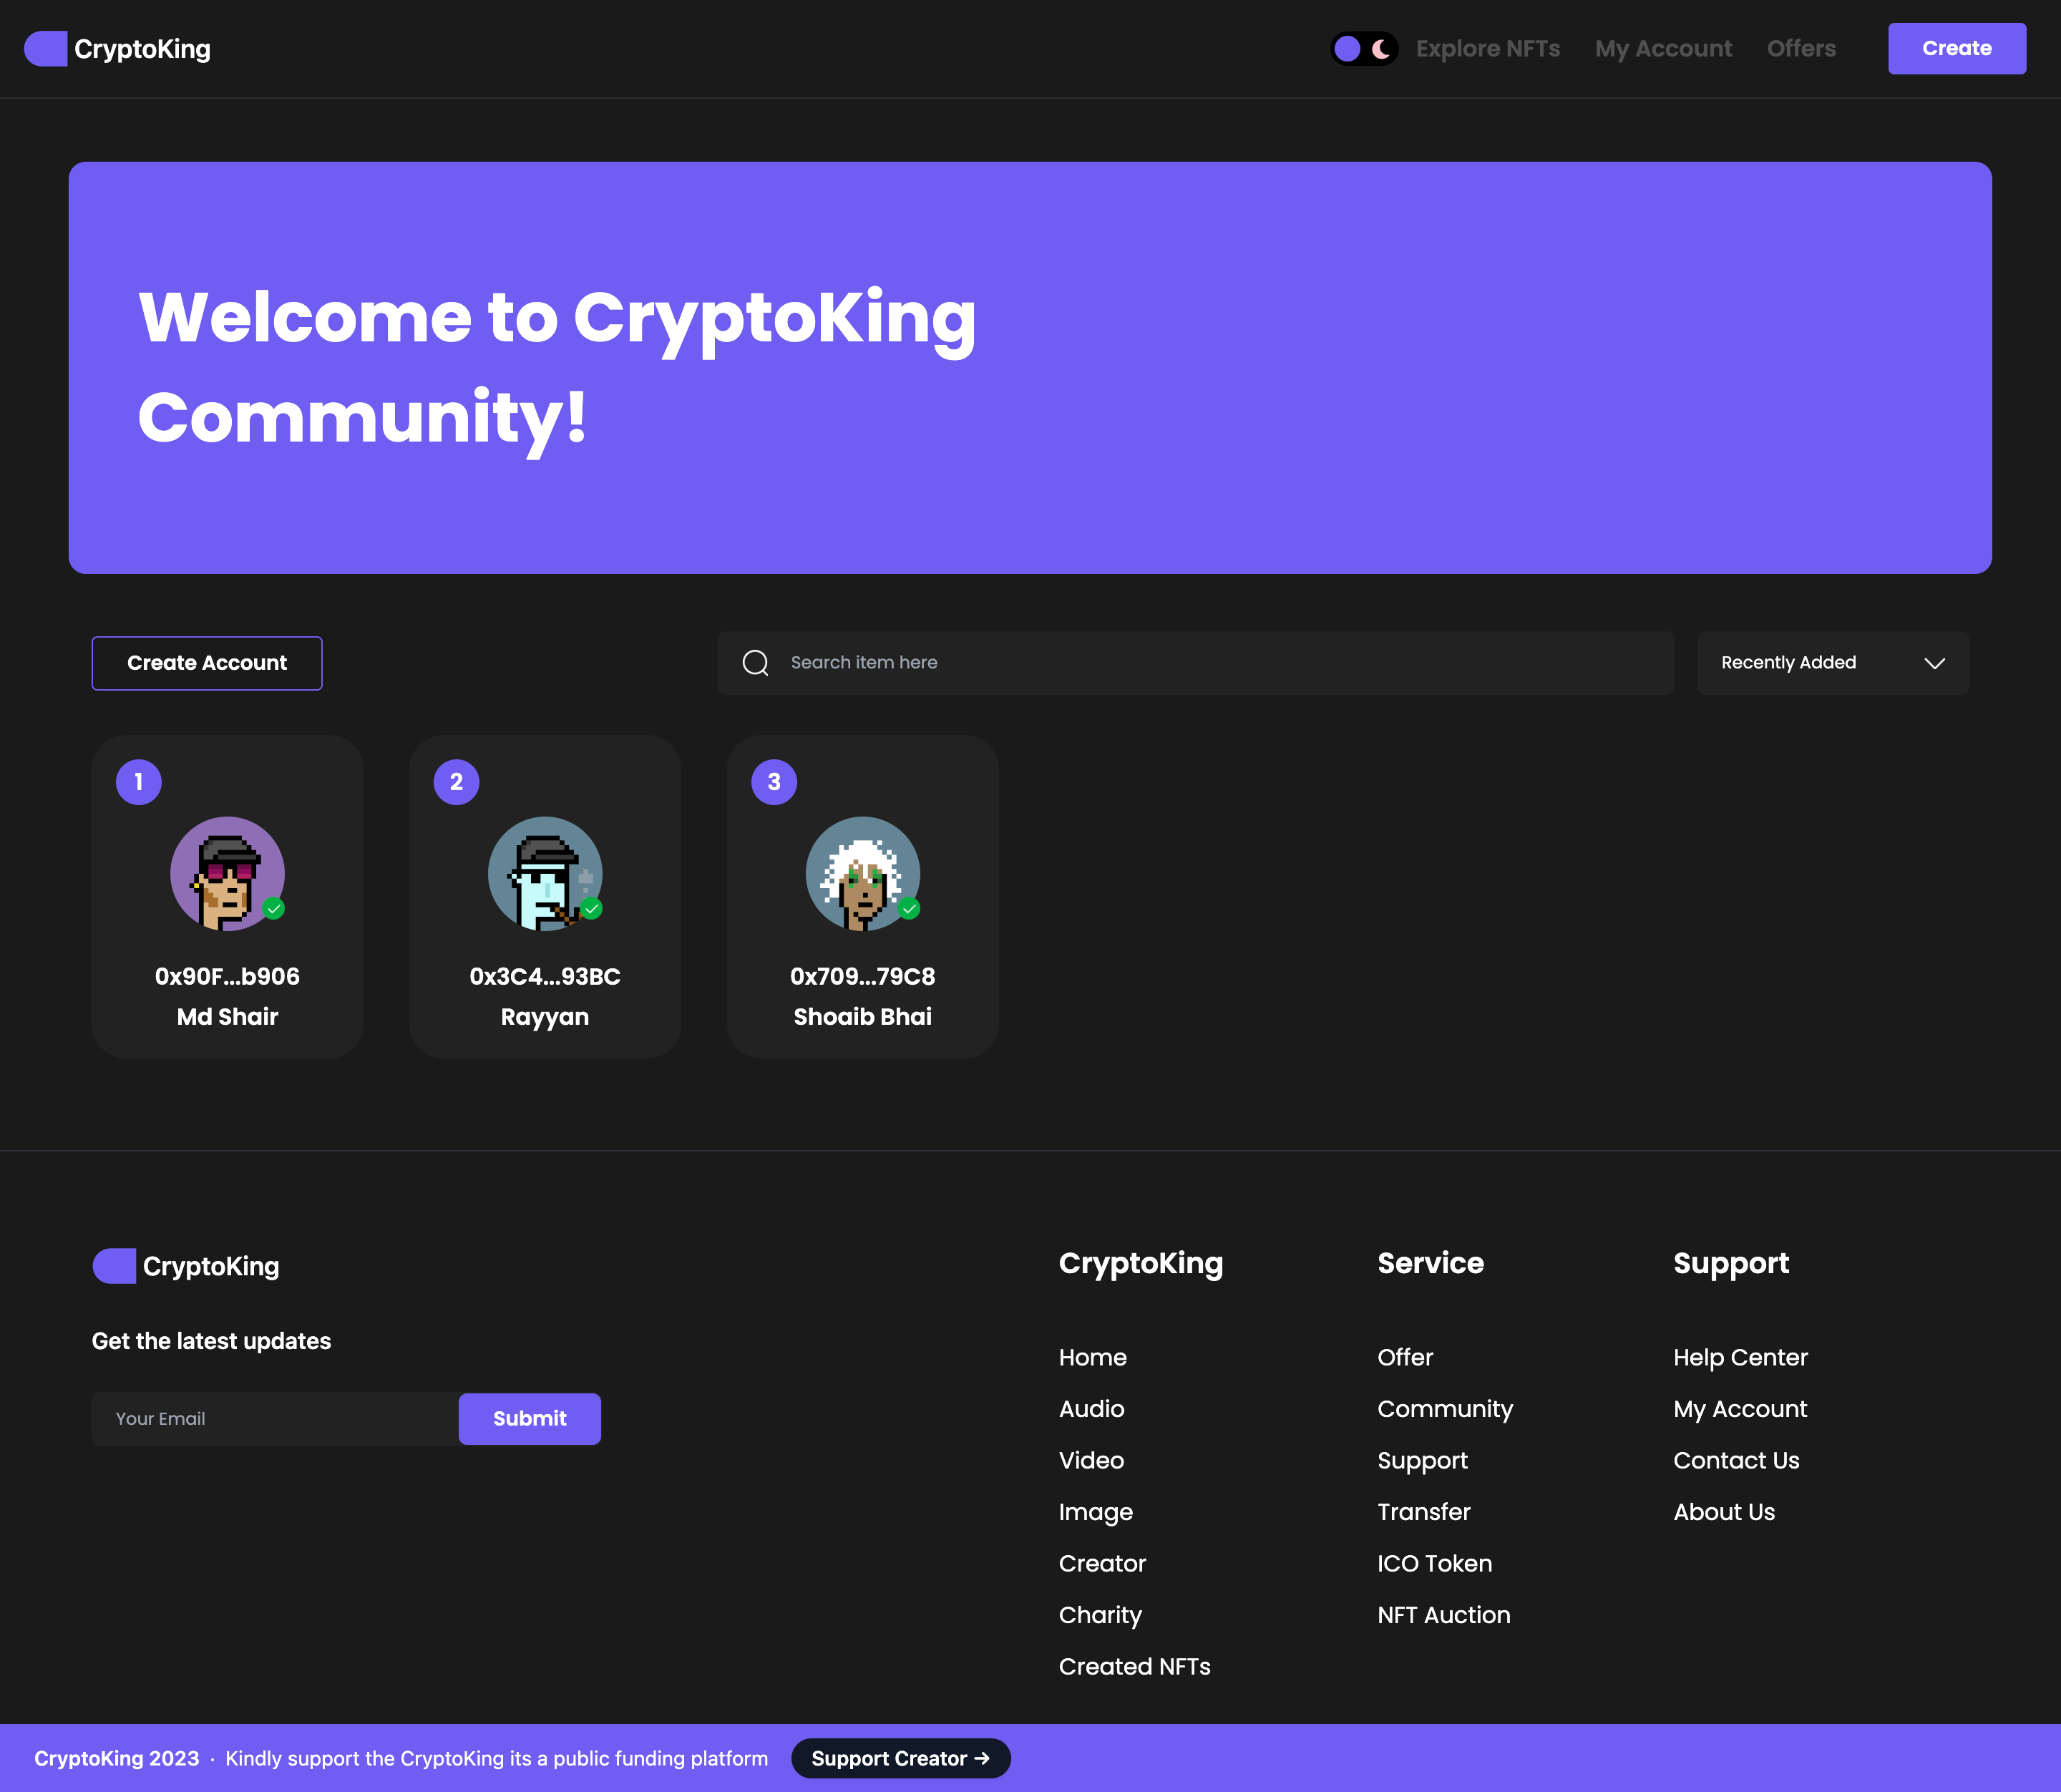 CryptoKing
Explore NFTs
My Account
Offers
Create
Welcome to CryptoKing
Community!
Create Account
Search item here
Recently Added
1
0x90F...b906
Md Shair
2
0x3C4...93BC
Rayyan
3
0x709...79C8
Shoaib Bhai
CryptoKing
Get the latest updates
Your Email
Submit
CryptoKing
Home
Audio
Video
Image
Creator
Charity
Created NFTs
Service
Offer
Community
Support
Transfer
ICO Token
NFT Auction
Support
Help Center
My Account
Contact Us
About Us
CryptoKing 2023 · Kindly support the CryptoKing its a public funding platform
Support Creator →